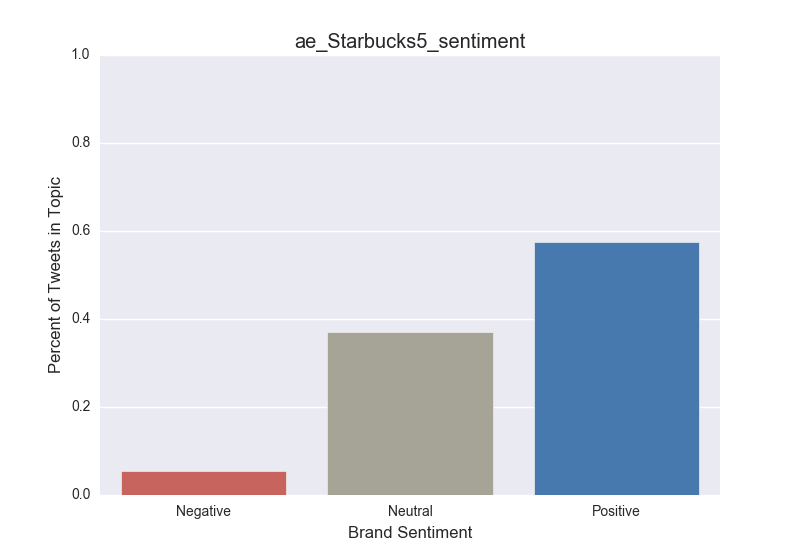 ae_Starbucks5_sentiment
1.0
0.8
0.6
0.4
0.2
0.0
Percent of Tweets in Topic
Negative Neutral Positive
Brand Sentiment